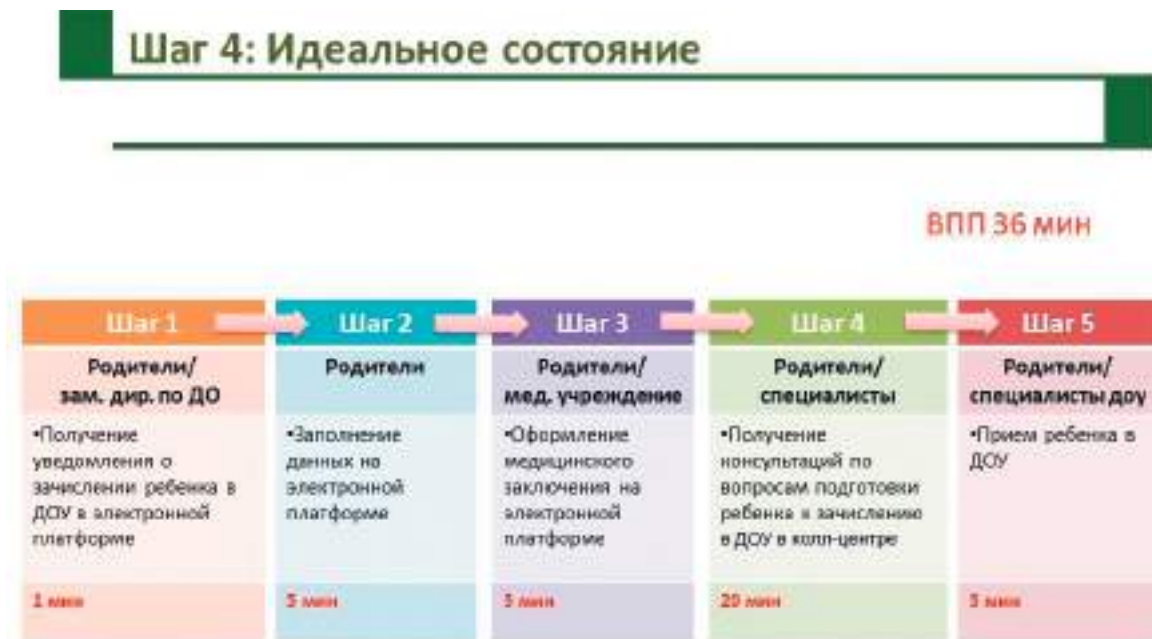 Шаг 4: Идеальное состояние
ВПП 36 мин
Шаг 1
Родители/
зам. дир. по ДО
•Получение
уведомления о
зачислении ребенка в
ДОУ в электронной
платформе
1 мин
Шаг 2
Родители
•Заполнение
данных на
электронной
платформе
5 мин
Шаг 3
Родители/
мед. учреждение
•Оформление
медицинского
заключения на
электронной
платформе
5 мин
Шаг 4
Родители/
специалисты
•Получение
консультаций по
вопросам подготовки
ребенка к зачислению
в ДОУ в колл-центре
20 мин
Шаг 5
Родители/
специалисты доу
•Прием ребенка в
ДОУ
5 мин